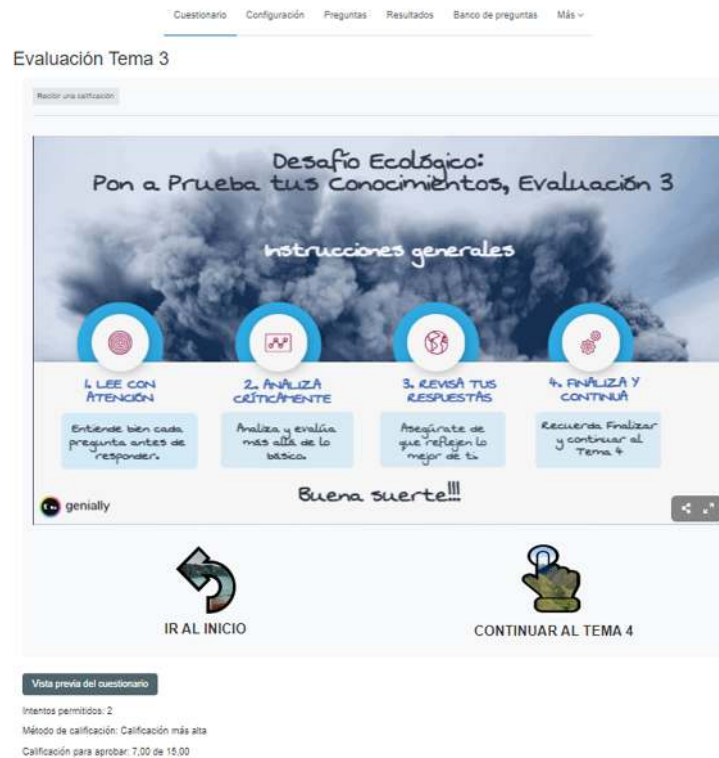 Cuestionario Configuración Preguntas Resultados Banco de preguntas Más
Evaluación Tema 3
Recibir una calificación
Desafío Ecológico:
Pon a Prueba tus Conocimientos, Evaluación 3
Instrucciones generales
1. LEE CON
ATENCIÓN
2. ANALIZA
CRÍTICAMENTE
3. REVISA TUS
RESPUESTAS
4. FINALIZA Y
CONTINUA
Entiende bien cada
pregunta antes de
responder.
Analiza y evalúa
más allá de lo
básico.
Asegúrate de
que reflejen lo
mejor de ti.
Recuerda Finalizar
y continuar al
Tema 4
Buena suerte!!!
genially
IR AL INICIO
CONTINUAR AL TEMA 4
Vista previa del cuestionario
Intentos permitidos: 2
Método de calificación: Calificación más alta
Calificación para aprobar: 7,00 de 15,00